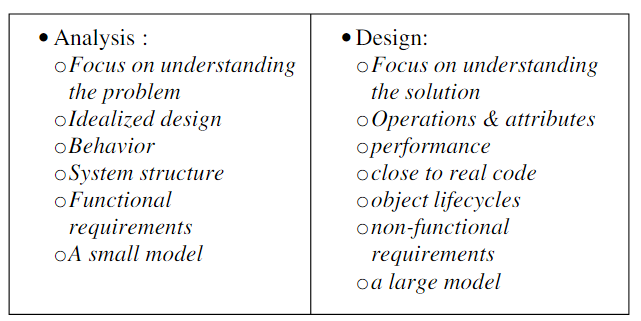 • Analysis :
○ Focus on understanding
the problem
○ Idealized design
○ Behavior
○ System structure
○ Functional
requirements
○ A small model
• Design:
○ Focus on understanding
the solution
○ Operations & attributes
○ performance
○ close to real code
○ object lifecycles
○ non-functional
requirements
○ a large model